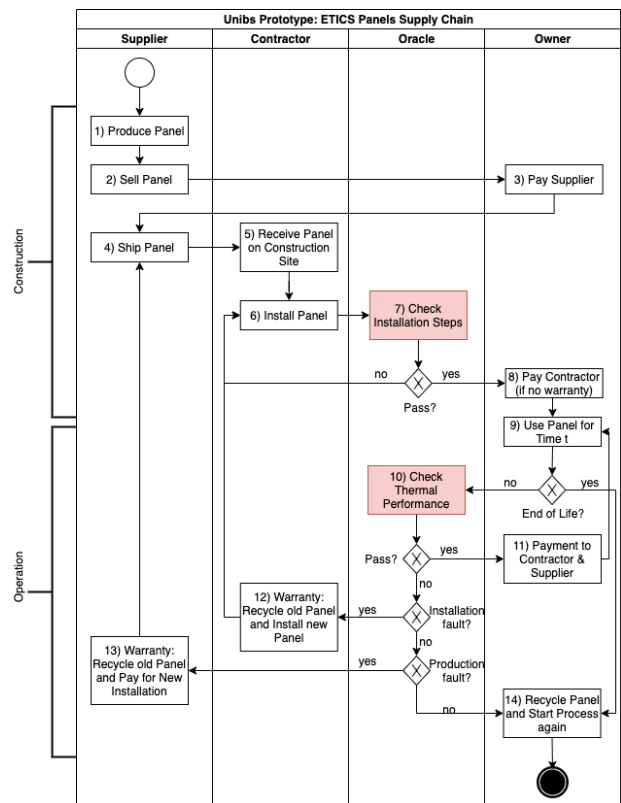 Unibs Prototype: ETICS Panels Supply Chain
Supplier
Contractor
Oracle
Owner
Construction
1) Produce Panel
2) Sell Panel
3) Pay Supplier
4) Ship Panel
5) Receive Panel
on Construction
Site
6) Install Panel
7) Check
Installation Steps
no
X
yes
Pass?
8) Pay Contractor
(if no warranty)
9) Use Panel for
Time t
Operation
10) Check
Thermal
Performance
no
X
yes
End of Life?
Pass?
X
yes
11) Payment to
Contractor &
Supplier
no
12) Warranty:
Recycle old Panel
and Install new
Panel
yes
X
Installation
fault?
no
13) Warranty:
Recycle old Panel
and Pay for New
Installation
yes
X
Production
fault?
no
14) Recycle Panel
and Start Process
again